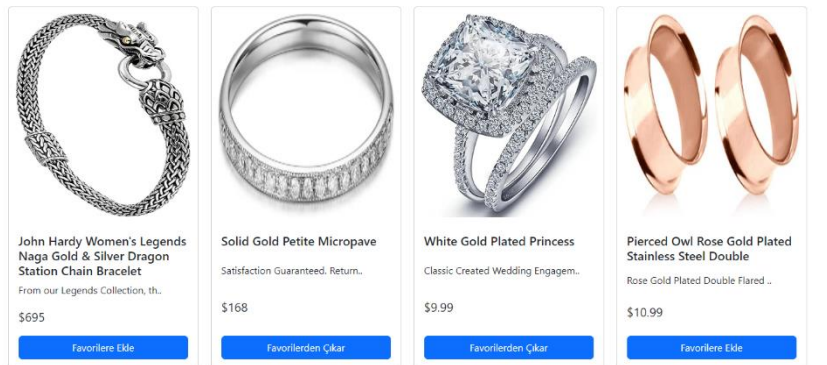 John Hardy Women's Legends
Naga Gold & Silver Dragon
Station Chain Bracelet
From our Legends Collection, th..
$695
Favorilere Ekle
Solid Gold Petite Micropave
Satisfaction Guaranteed. Return..
$168
Favorilerden Çıkar
White Gold Plated Princess
Classic Created Wedding Engagem..
$9.99
Favorilerden Çıkar
Pierced Owl Rose Gold Plated
Stainless Steel Double
Rose Gold Plated Double Flared ..
$10.99
Favorilere Ekle